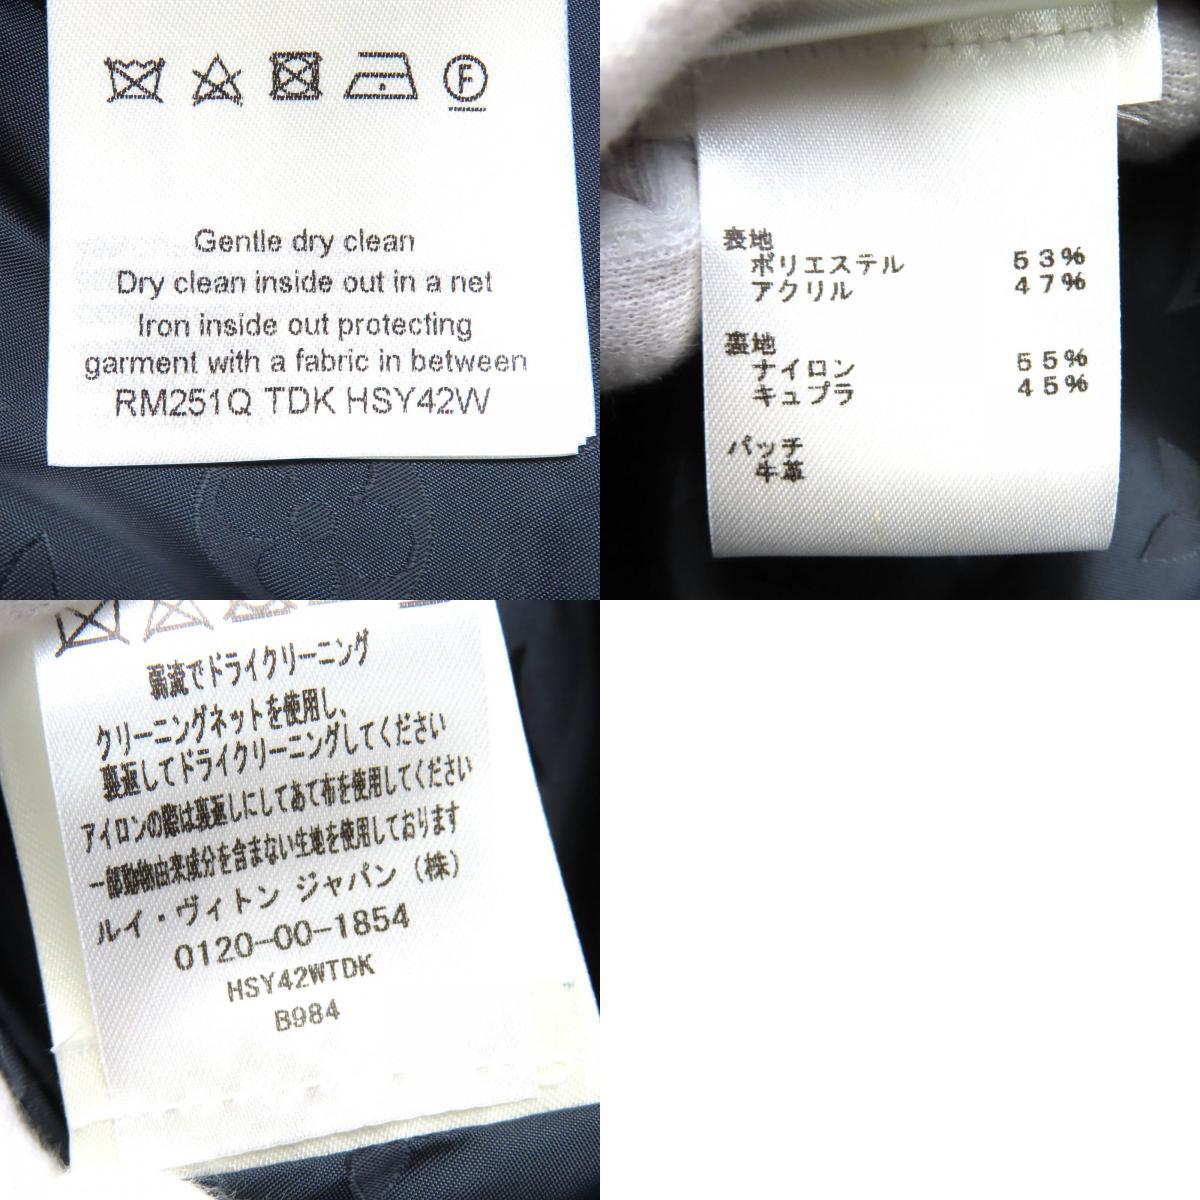 F
Gentle dry clean
Dry clean inside out in a net
Iron inside out protecting
garment with a fabric in between
RM251Q TDK HSY42W
表地
ポリエステル 53%
アクリル 47%
裏地
ナイロン 55%
キュプラ 45%
パッチ
牛革
弱流でドライクリーニング
クリーニングネットを使用し、
裏返してドライクリーニングしてください
アイロンの際は裏返しにしてあて布を使用してください
一部動物由来成分を含まない生地を使用しております
ルイ・ヴィトン ジャパン (株)
0120-00-1854
HSY42WTDK
B984